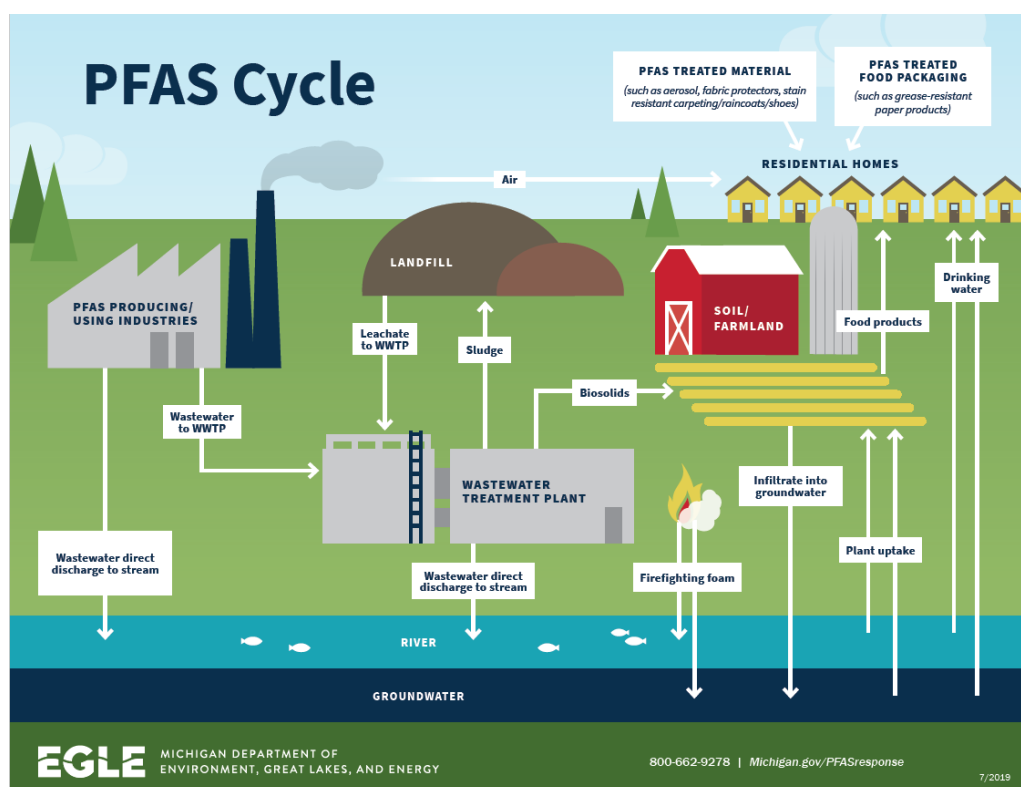 PFAS Cycle
PFAS TREATED MATERIAL
(such as aerosol, fabric protectors, stain
resistant carpeting/raincoats/shoes)
PFAS TREATED
FOOD PACKAGING
(such as grease-resistant
paper products)
RESIDENTIAL HOMES
Air
LANDFILL
PFAS PRODUCING/
USING INDUSTRIES
Leachate
to WWTP
Sludge
SOIL/
FARMLAND
Food products
Drinking
water
Biosolids
Wastewater
to WWTP
WASTEWATER
TREATMENT PLANT
Infiltrate into
groundwater
Plant uptake
Wastewater direct
discharge to stream
Wastewater direct
discharge to stream
Firefighting foam
RIVER
GROUNDWATER
EGLE
MICHIGAN DEPARTMENT OF
ENVIRONMENT, GREAT LAKES, AND ENERGY
800-662-9278 | Michigan.gov/PFASresponse
7/2019